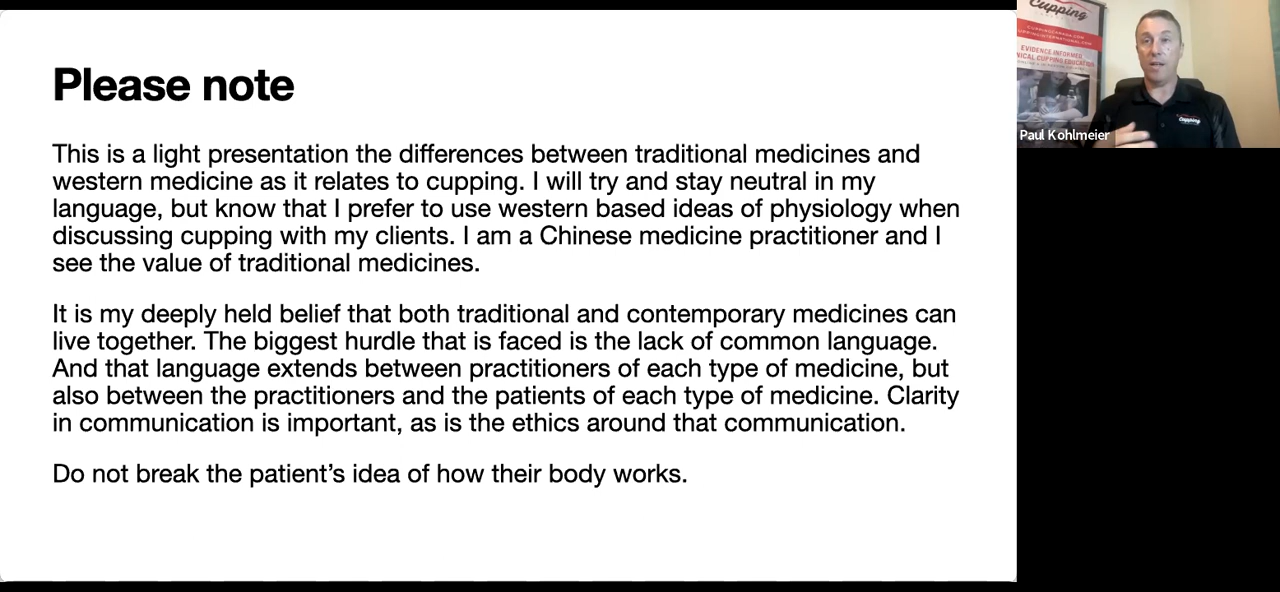 Please note
This is a light presentation the differences between traditional medicines and
western medicine as it relates to cupping. I will try and stay neutral in my
language, but know that I prefer to use western based ideas of physiology when
discussing cupping with my clients. I am a Chinese medicine practitioner and I
see the value of traditional medicines.
It is my deeply held belief that both traditional and contemporary medicines can
live together. The biggest hurdle that is faced is the lack of common language.
And that language extends between practitioners of each type of medicine, but
also between the practitioners and the patients of each type of medicine. Clarity
in communication is important, as is the ethics around that communication.
Do not break the patient’s idea of how their body works.
Cupping
EVIDENCE INFORMED
Paul Kohlmeier
Cupping